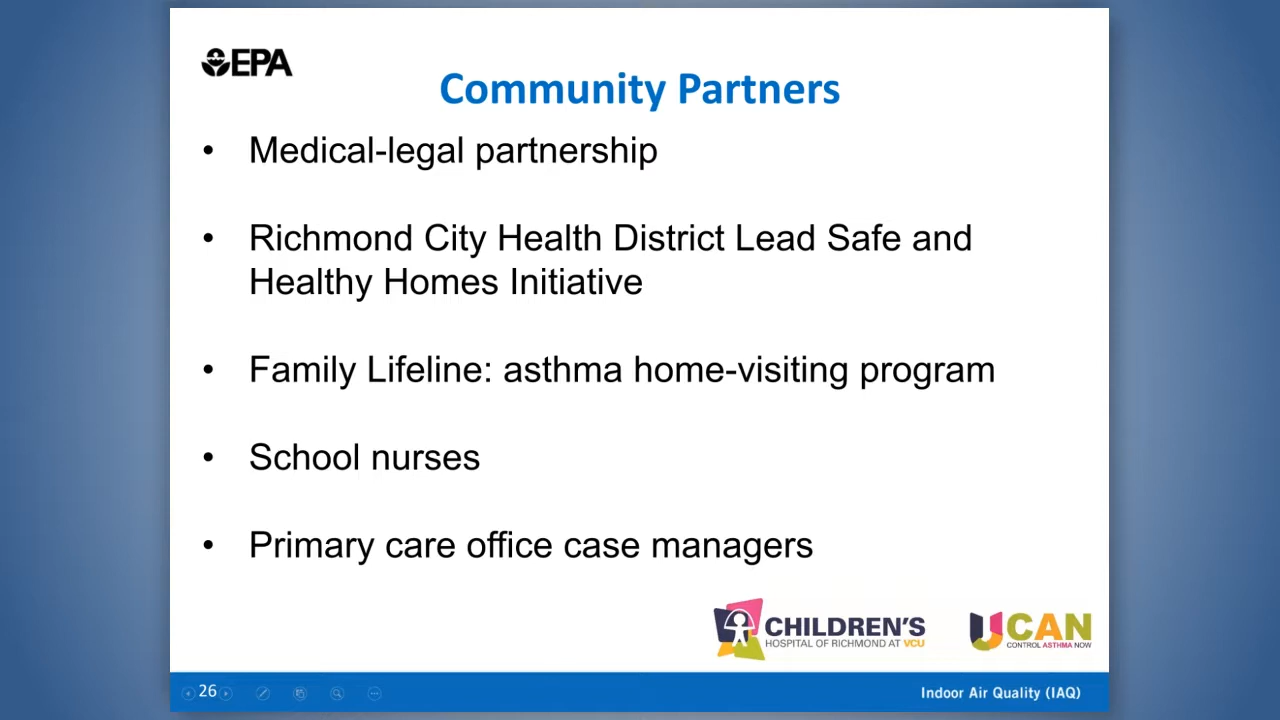 EPA
Community Partners
• Medical-legal partnership
• Richmond City Health District Lead Safe and
Healthy Homes Initiative
• Family Lifeline: asthma home-visiting program
• School nurses
• Primary care office case managers
CHILDREN'S
HOSPITAL OF RICHMOND AT VCU
UCAN
CONTROL ASTHMA NOW
26
Indoor Air Quality (IAQ)